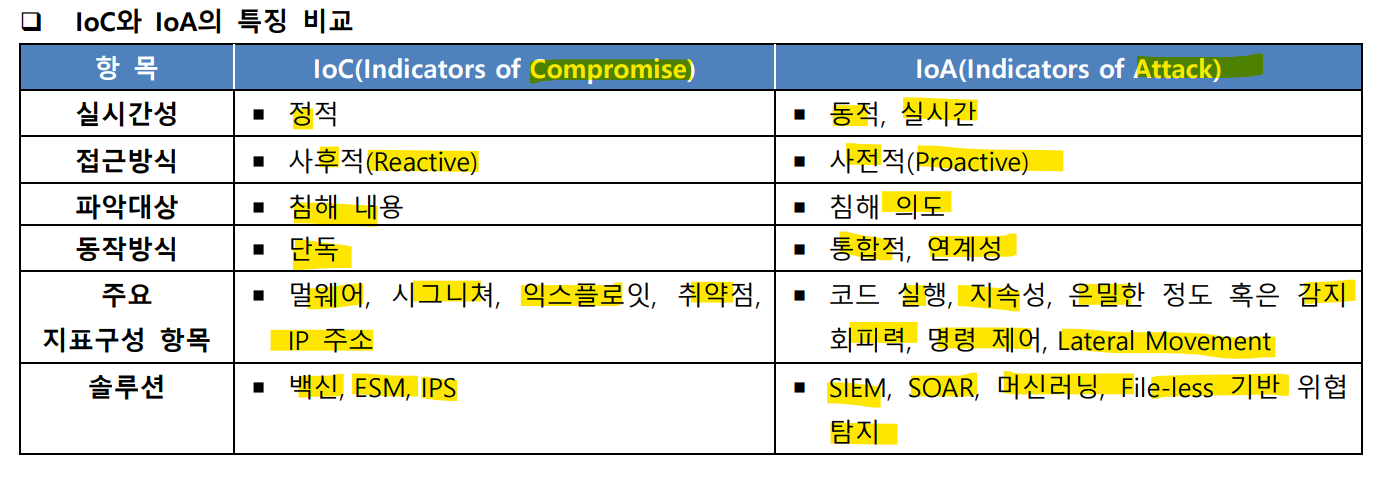 ❑ IoC와 IoA의 특징 비교
항 목 IoC(Indicators of Compromise) IoA(Indicators of Attack)
실시간성 ▪ 정적 ▪ 동적, 실시간
접근방식 ▪ 사후적(Reactive) ▪ 사전적(Proactive)
파악대상 ▪ 침해 내용 ▪ 침해 의도
동작방식 ▪ 단독 ▪ 통합적, 연계성
주요 ▪ 멀웨어, 시그니쳐, 익스플로잇, 취약점, ▪ 코드 실행, 지속성, 은밀한 정도 혹은 감지
지표구성 항목 IP 주소 회피력, 명령 제어, Lateral Movement
솔루션 ▪ 백신, ESM, IPS ▪ SIEM, SOAR, 머신러닝, File-less 기반 위협
탐지